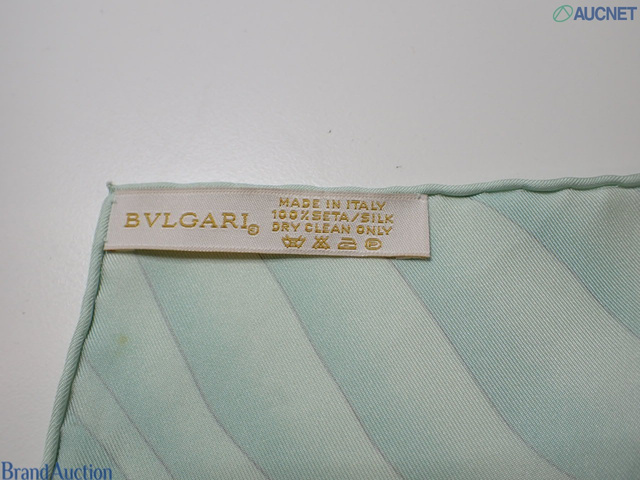 AUCNET
BVLGARI®
MADE IN ITALY
100% SETA/SILK
DRY CLEAN ONLY
P
Brand Auction